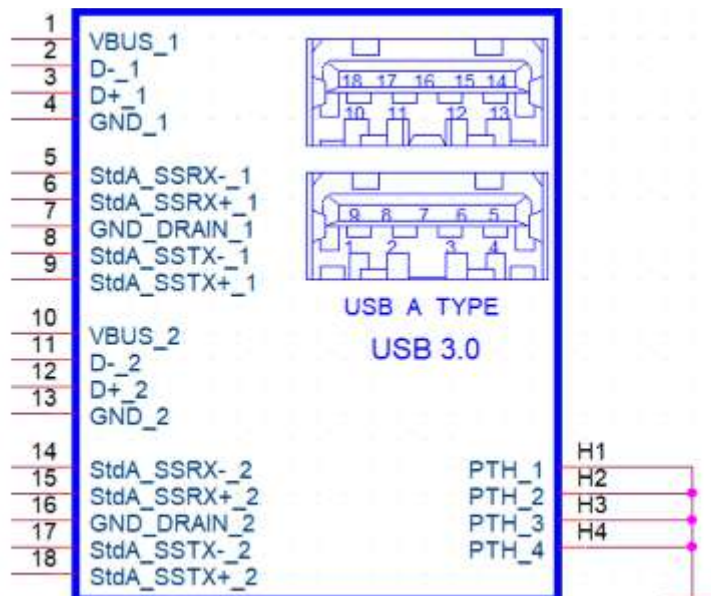 1 VBUS_1
2 D-_1
3 D+_1
4 GND_1
5 StdA_SSRX-_1
6 StdA_SSRX+_1
7 GND_DRAIN_1
8 StdA_SSTX-_1
9 StdA_SSTX+_1
10 VBUS_2
11 D-_2
12 D+_2
13 GND_2
14 StdA_SSRX-_2
15 StdA_SSRX+_2
16 GND_DRAIN_2
17 StdA_SSTX-_2
18 StdA_SSTX+_2
18 17 16 15 14
10 11 12 13
9 8 7 6 5
1 2 3 4
USB A TYPE
USB 3.0
PTH_1 H1
PTH_2 H2
PTH_3 H3
PTH_4 H4